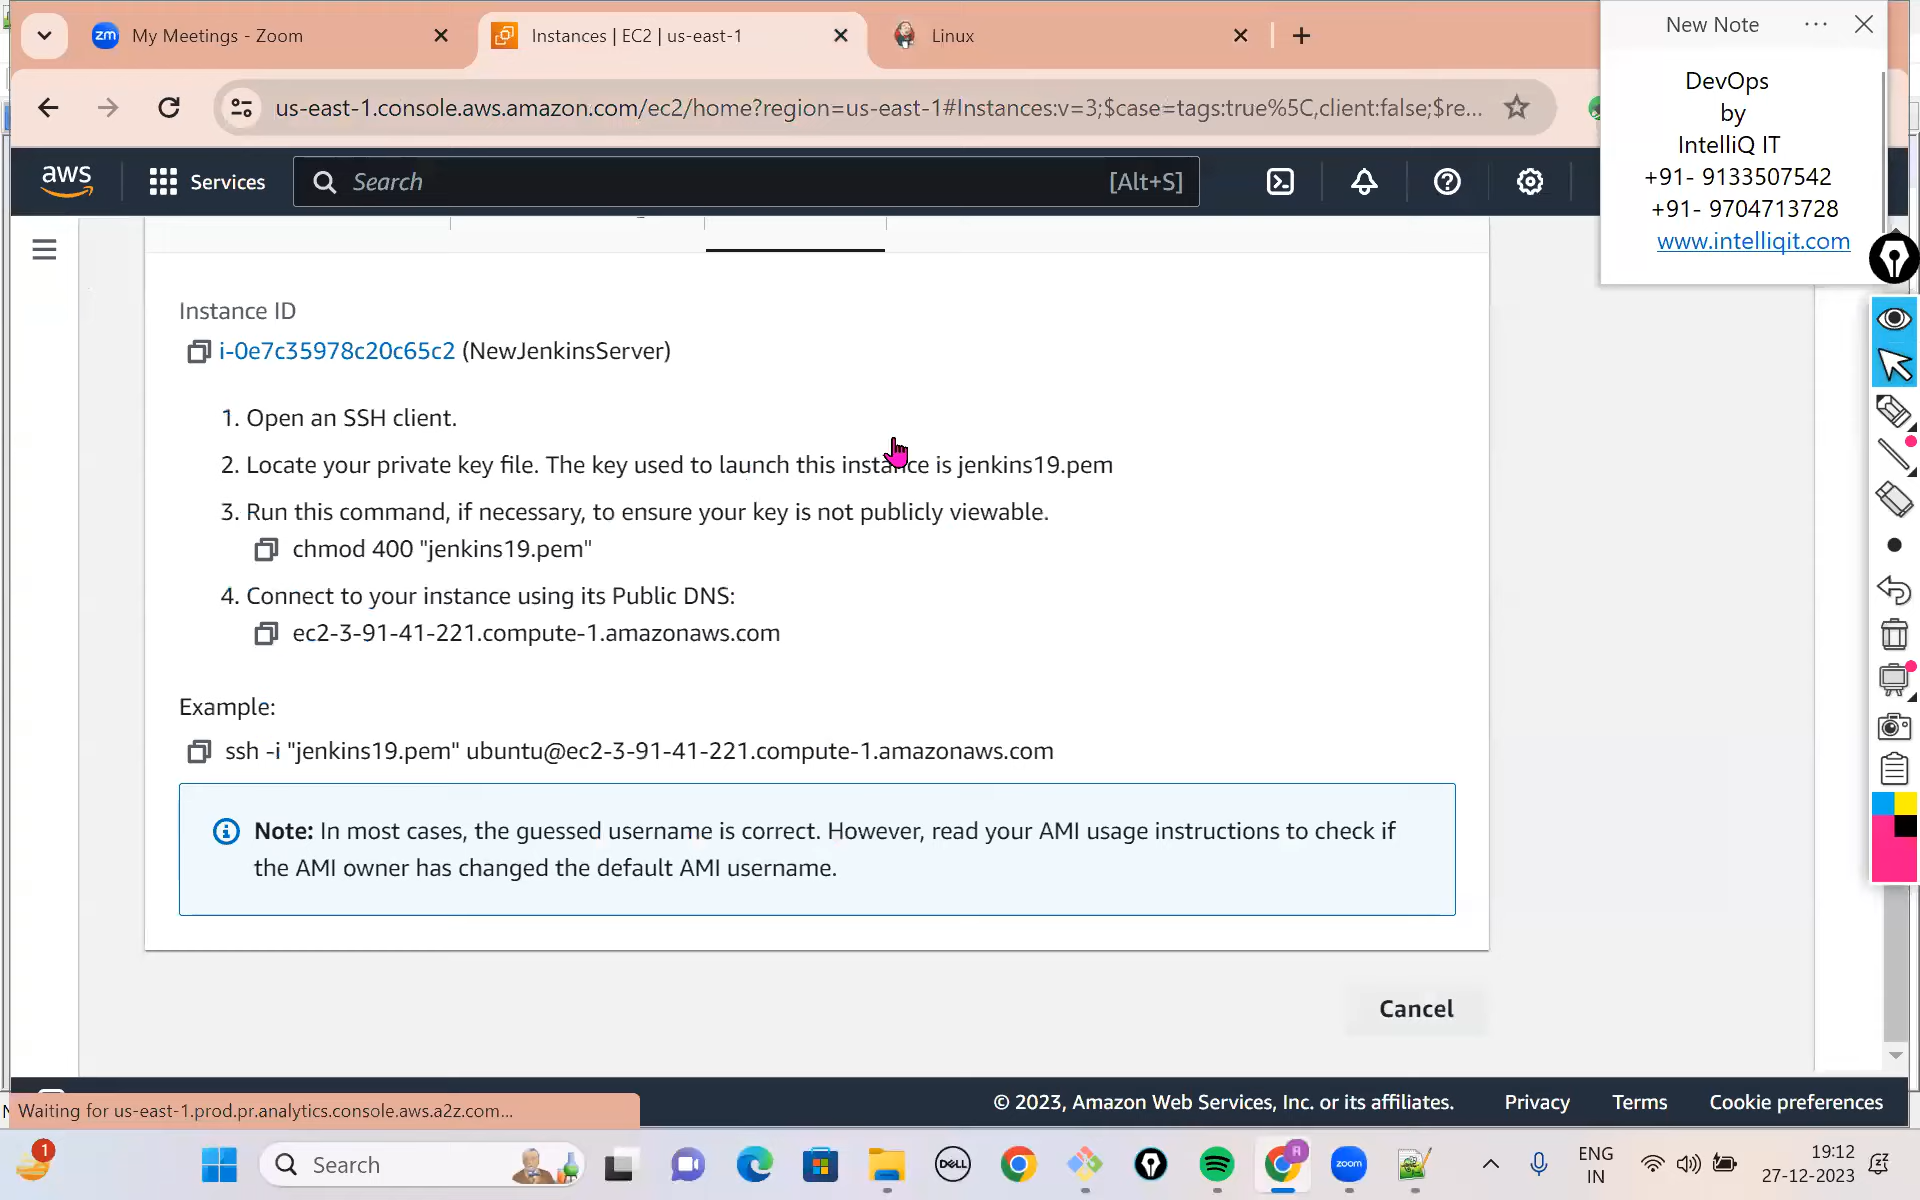 zm My Meetings - Zoom
Instances | EC2 | us-east-1
Linux
us-east-1.console.aws.amazon.com/ec2/home?region=us-east-1#Instances:v=3;$case=tags:true%5C,client:false;$re...
New Note
DevOps
by
IntelliQ IT
+91- 9133507542
+91- 9704713728
www.intelliqit.com
aws
Services
Search
[Alt+S]
Instance ID
i-0e7c35978c20c65c2 (NewJenkinsServer)
1. Open an SSH client.
2. Locate your private key file. The key used to launch this instance is jenkins19.pem
3. Run this command, if necessary, to ensure your key is not publicly viewable.
chmod 400 "jenkins19.pem"
4. Connect to your instance using its Public DNS:
ec2-3-91-41-221.compute-1.amazonaws.com
Example:
ssh -i "jenkins19.pem" ubuntu@ec2-3-91-41-221.compute-1.amazonaws.com
Note: In most cases, the guessed username is correct. However, read your AMI usage instructions to check if
the AMI owner has changed the default AMI username.
Cancel
Waiting for us-east-1.prod.pr.analytics.console.aws.a2z.com...
© 2023, Amazon Web Services, Inc. or its affiliates.
Privacy
Terms
Cookie preferences
1
Search
DELL
A
zoom
ENG
IN
19:12
27-12-2023